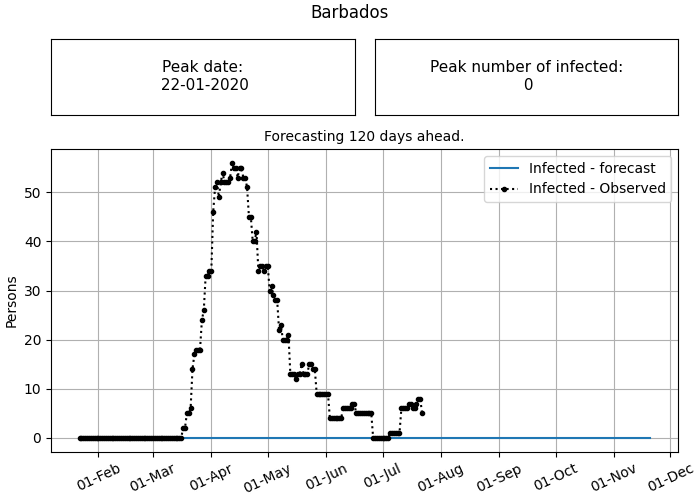 Barbados
Peak date:
22-01-2020
Peak number of infected:
0
Forecasting 120 days ahead.
Infected - forecast
Infected - Observed
Persons
50
40
30
20
10
0
01-Feb
01-Mar
01-Apr
01-May
01-Jun
01-Jul
01-Aug
01-Sep
01-Oct
01-Nov
01-Dec